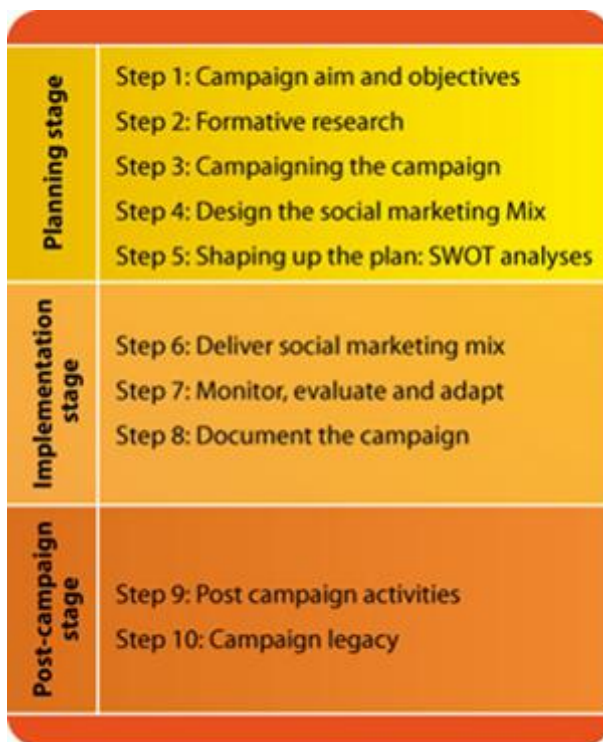 Planning stage
Step 1: Campaign aim and objectives
Step 2: Formative research
Step 3: Campaigning the campaign
Step 4: Design the social marketing Mix
Step 5: Shaping up the plan: SWOT analyses
Implementation
stage
Step 6: Deliver social marketing mix
Step 7: Monitor, evaluate and adapt
Step 8: Document the campaign
Post-campaign
stage
Step 9: Post campaign activities
Step 10: Campaign legacy